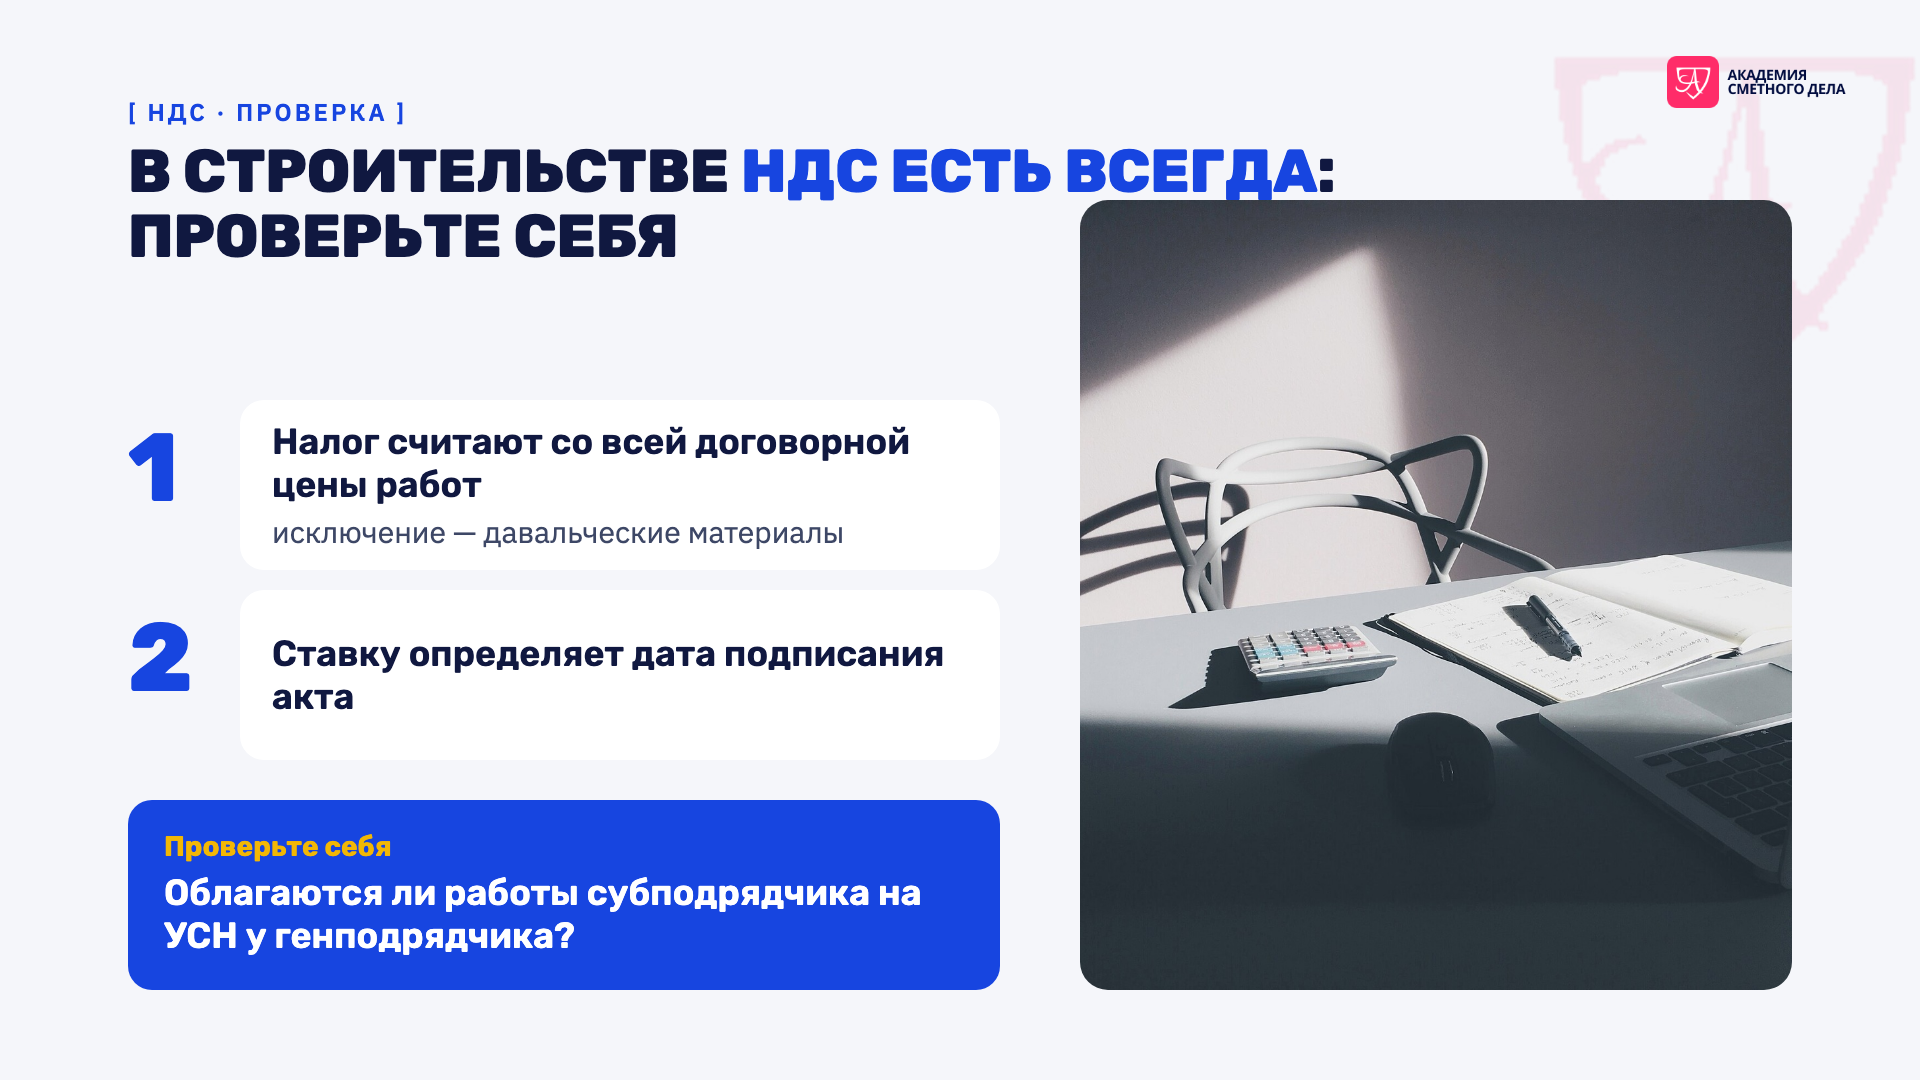 АКАДЕМИЯ
СМЕТНОГО ДЕЛА
[ НДС · ПРОВЕРКА ]
В СТРОИТЕЛЬСТВЕ НДС ЕСТЬ ВСЕГДА:
ПРОВЕРЬТЕ СЕБЯ
1
Налог считают со всей договорной
цены работ
исключение — давальческие материалы
2
Ставку определяет дата подписания
акта
Проверьте себя
Облагаются ли работы субподрядчика на
УСН у генподрядчика?